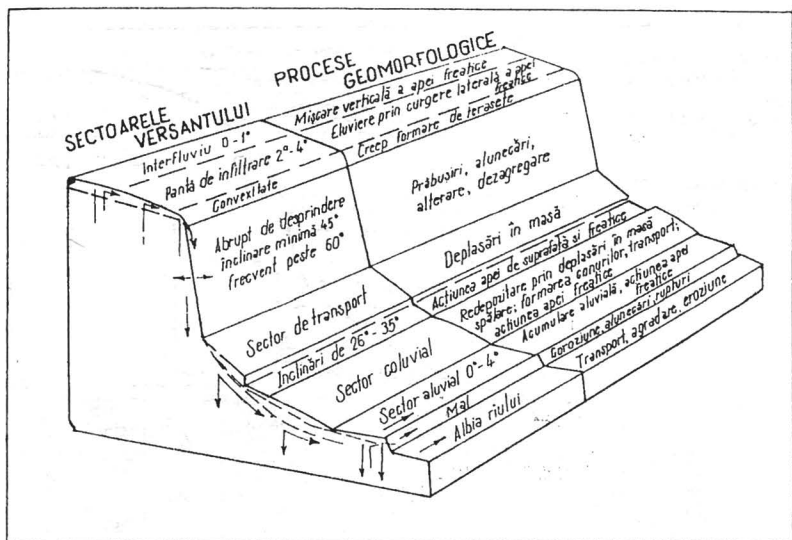 SECTOARELE
VERSANTULUI
PROCESE
GEOMORFOLOGICE
Interfluviu 0-1°
Pantă de infiltrare 2°-4°
Convexitate
Abrupt de desprindere
înclinare minimă 45°
frecvent peste 60°
Sector de transport
Înclinări de 26°-35°
Sector coluvial
Sector aluvial 0°-4°
Mal
Albia rîului
Mişcare verticală a apei freatice
Eluviere prin curgere laterală a apei
freatice
Creep formare de terasete
Prăbuşiri, alunecări,
alterare, dezagregare
Deplasări în masă
Acţiunea apei de suprafaţă si freatice
Redepozitare prin deplasări în masă
spălare; formarea conurilor, transport;
acţiunea apei freatice
Acumulare aluvială, acţiunea apei
freatice
Coroziune, alunecări, rupturi
Transport, agradare, eroziune